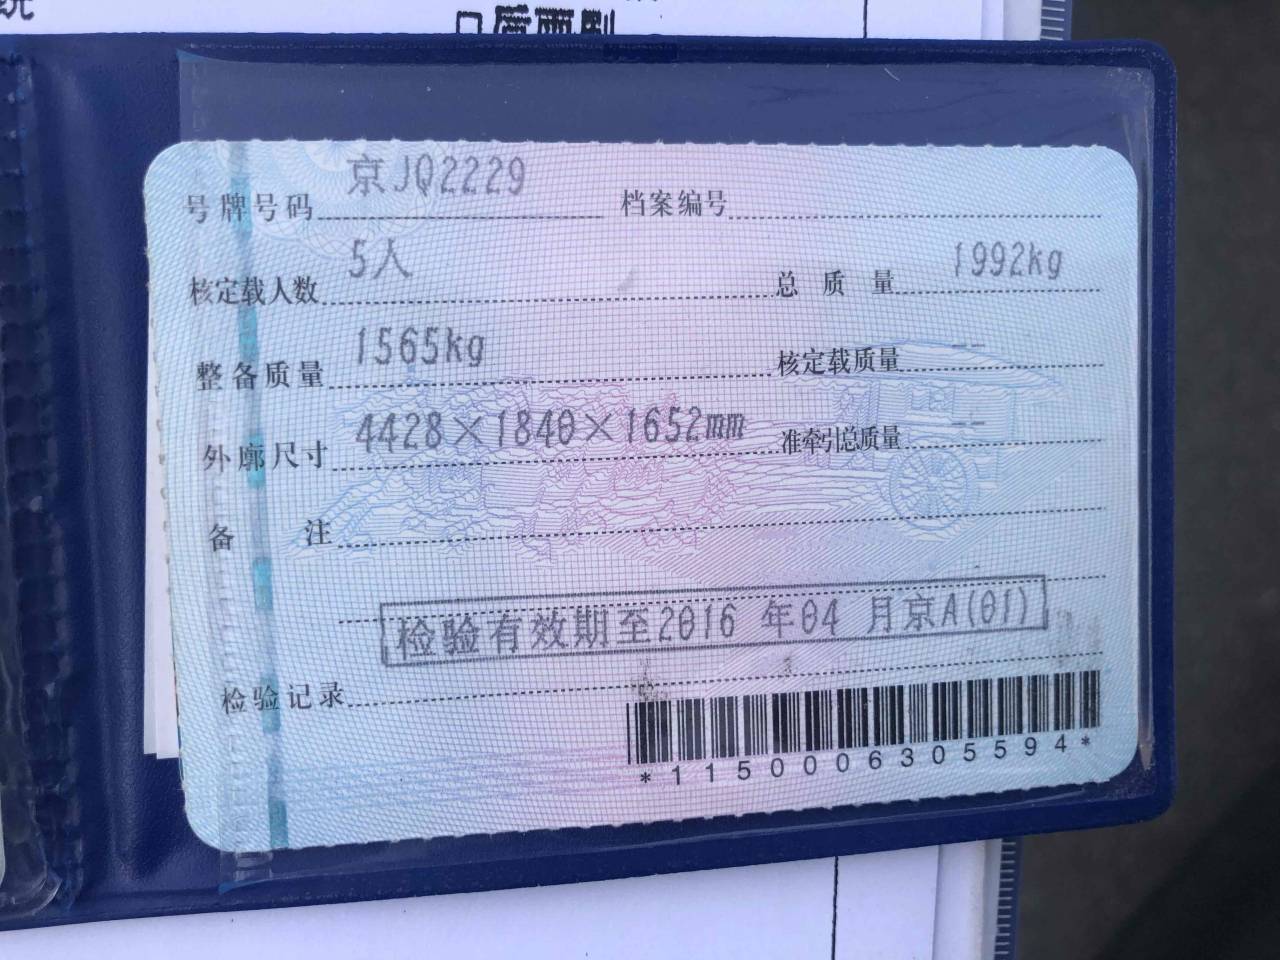 号牌号码 京JQ2229 档案编号
核定载人数 5人 总质量 1992kg
整备质量 1565kg 核定载质量 --
外廓尺寸 4428×1840×1652mm 准牵引总质量 --
备注
检验有效期至2016 年04 月京A(01)
检验记录
*1150006305594*